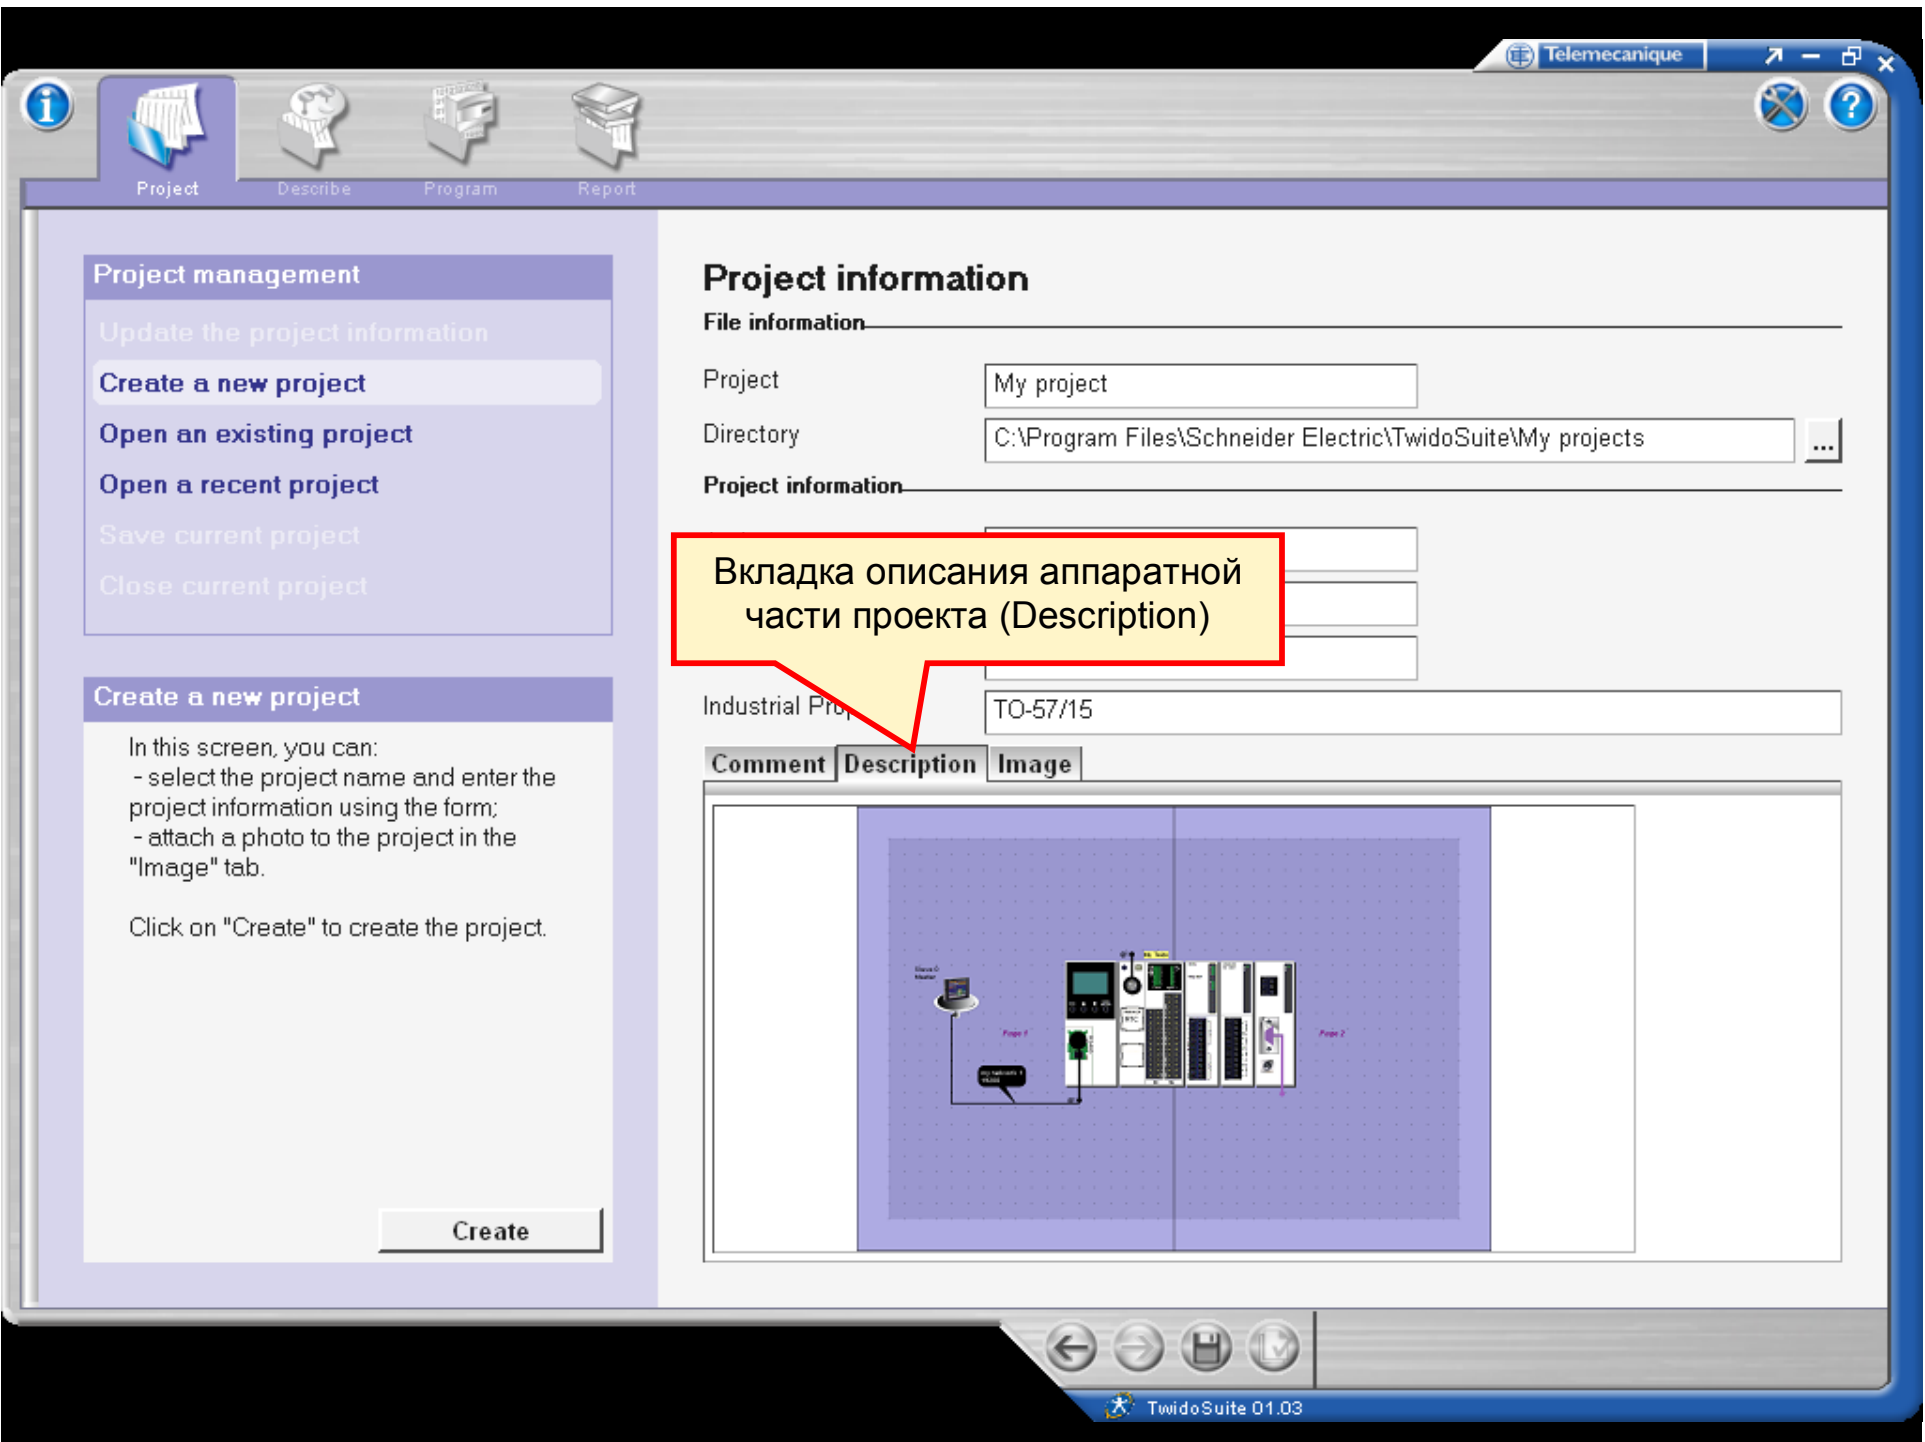 Telemecanique
Project
Describe
Program
Report
Project management
Update the project information
Create a new project
Open an existing project
Open a recent project
Save current project
Close current project
Create a new project
In this screen, you can:
- select the project name and enter the
project information using the form;
- attach a photo to the project in the
"Image" tab.
Click on "Create" to create the project.
Create
Project information
File information
Project
My project
Directory
C:\Program Files\Schneider Electric\TwidoSuite\My projects
...
Project information
Вкладка описания аппаратной
части проекта (Description)
Industrial
TO-57/15
Comment
Description
Image
Page 1
Page 2
TwidoSuite 01.03